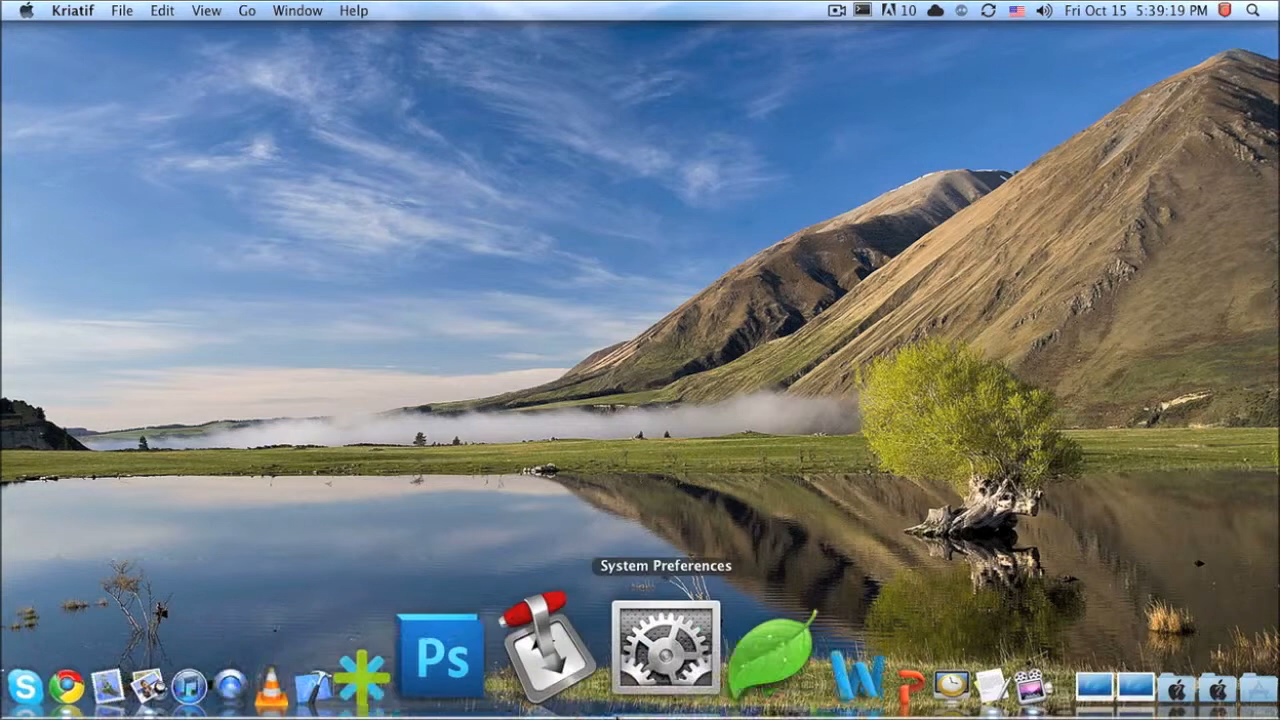 Kriatif File Edit View Go Window Help 10 Fri Oct 15 5:39:19 PM
System Preferences
Ps
S
W
P